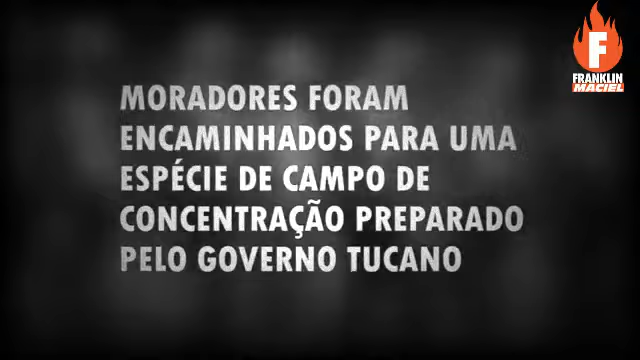 F
FRANKLIN
MACIEL
MORADORES FORAM
ENCAMINHADOS PARA UMA
ESPÉCIE DE CAMPO DE
CONCENTRAÇÃO PREPARADO
PELO GOVERNO TUCANO